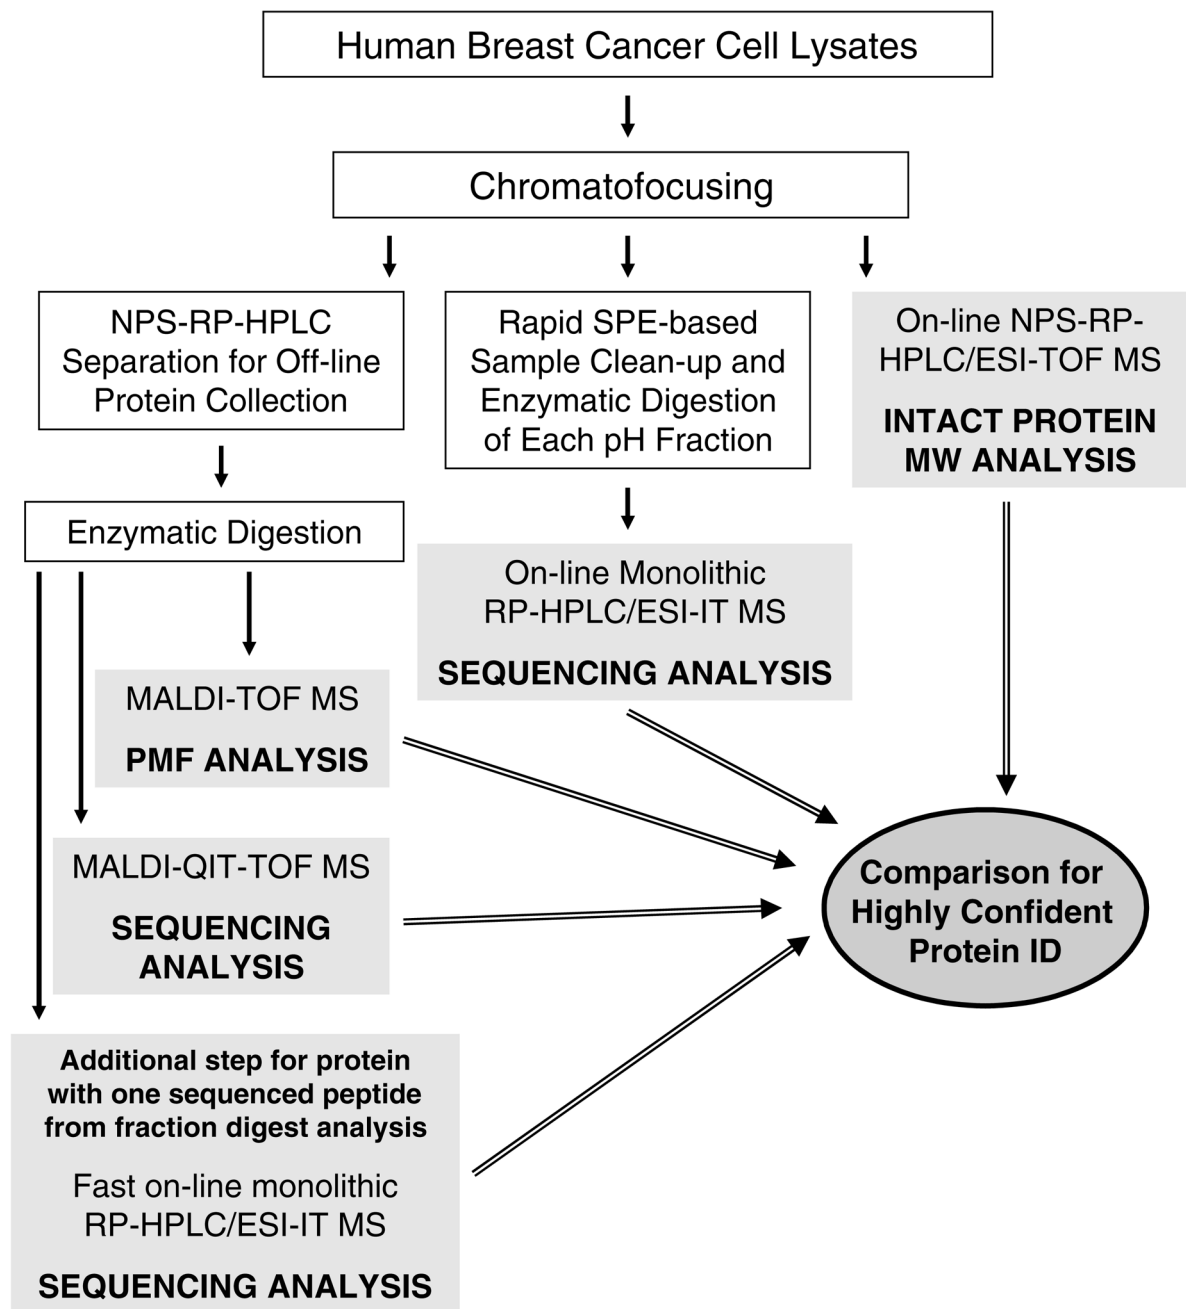 Human Breast Cancer Cell Lysates
Chromatofocusing
NPS-RP-HPLC
Separation for Off-line
Protein Collection
Rapid SPE-based
Sample Clean-up and
Enzymatic Digestion
of Each pH Fraction
On-line NPS-RP-
HPLC/ESI-TOF MS
INTACT PROTEIN
MW ANALYSIS
Enzymatic Digestion
On-line Monolithic
RP-HPLC/ESI-IT MS
SEQUENCING ANALYSIS
MALDI-TOF MS
PMF ANALYSIS
MALDI-QIT-TOF MS
SEQUENCING
ANALYSIS
Comparison for
Highly Confident
Protein ID
Additional step for protein
with one sequenced peptide
from fraction digest analysis
Fast on-line monolithic
RP-HPLC/ESI-IT MS
SEQUENCING ANALYSIS